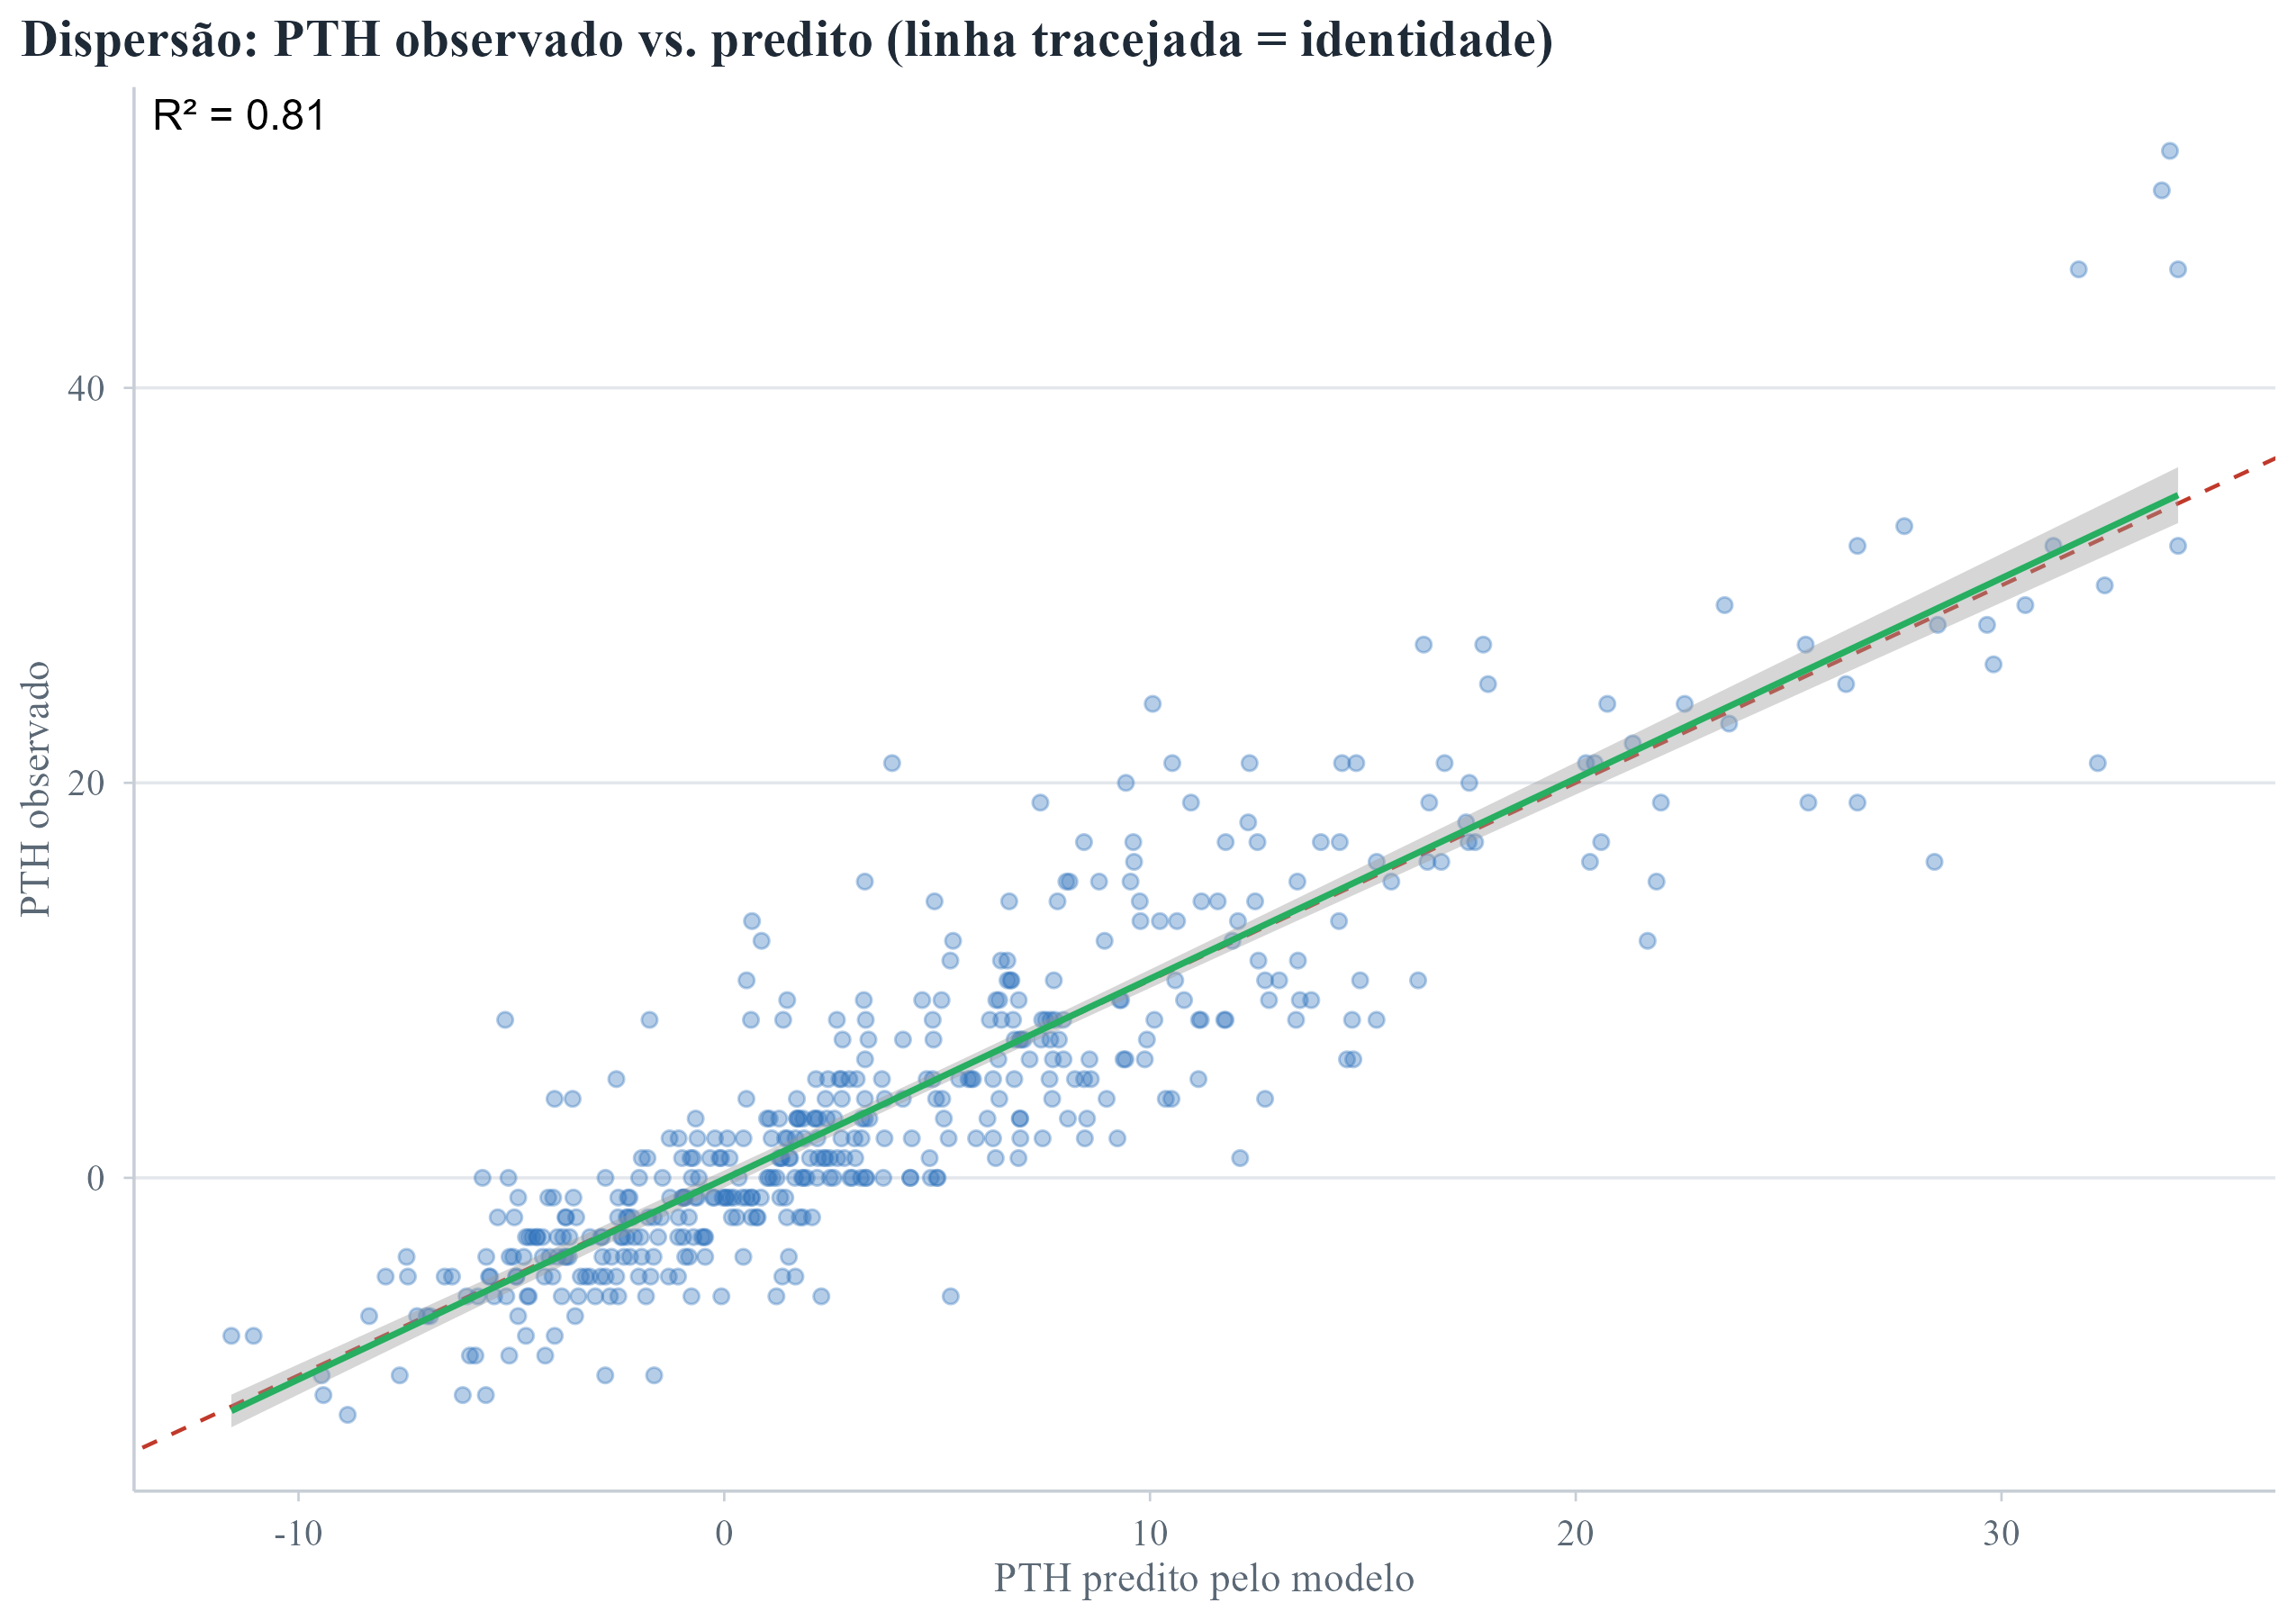 Dispersão: PTH observado vs. predito (linha tracejada = identidade)
R² = 0.81
40
20
0
PTH observado
-10
0
10
20
30
PTH predito pelo modelo